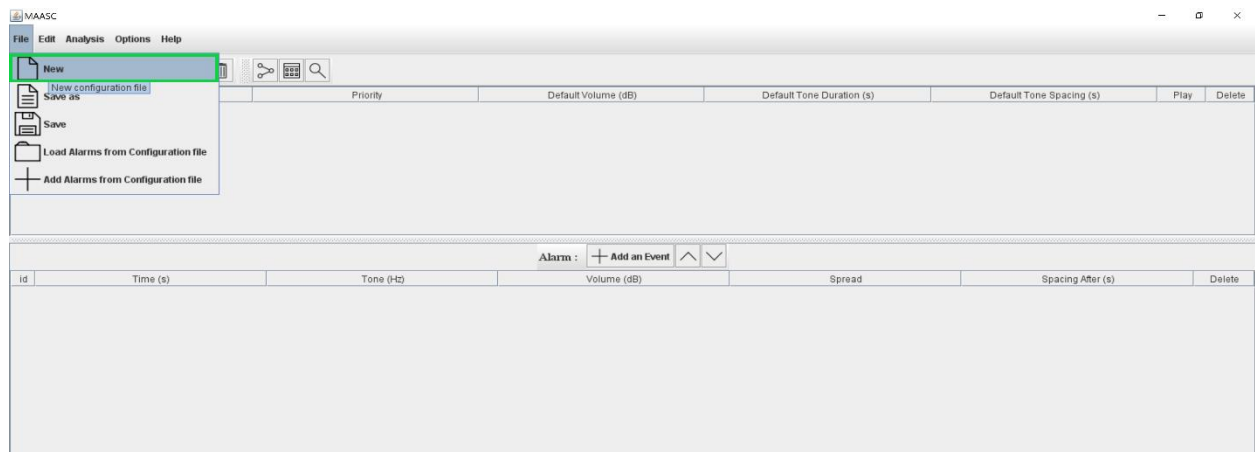 MAASC
File Edit Analysis Options Help
New
New configuration file
Save as
Save
Load Alarms from Configuration file
Add Alarms from Configuration file
Priority Default Volume (dB) Default Tone Duration (s) Default Tone Spacing (s) Play Delete
Alarm : Add an Event
id Time (s) Tone (Hz) Volume (dB) Spread Spacing After (s) Delete